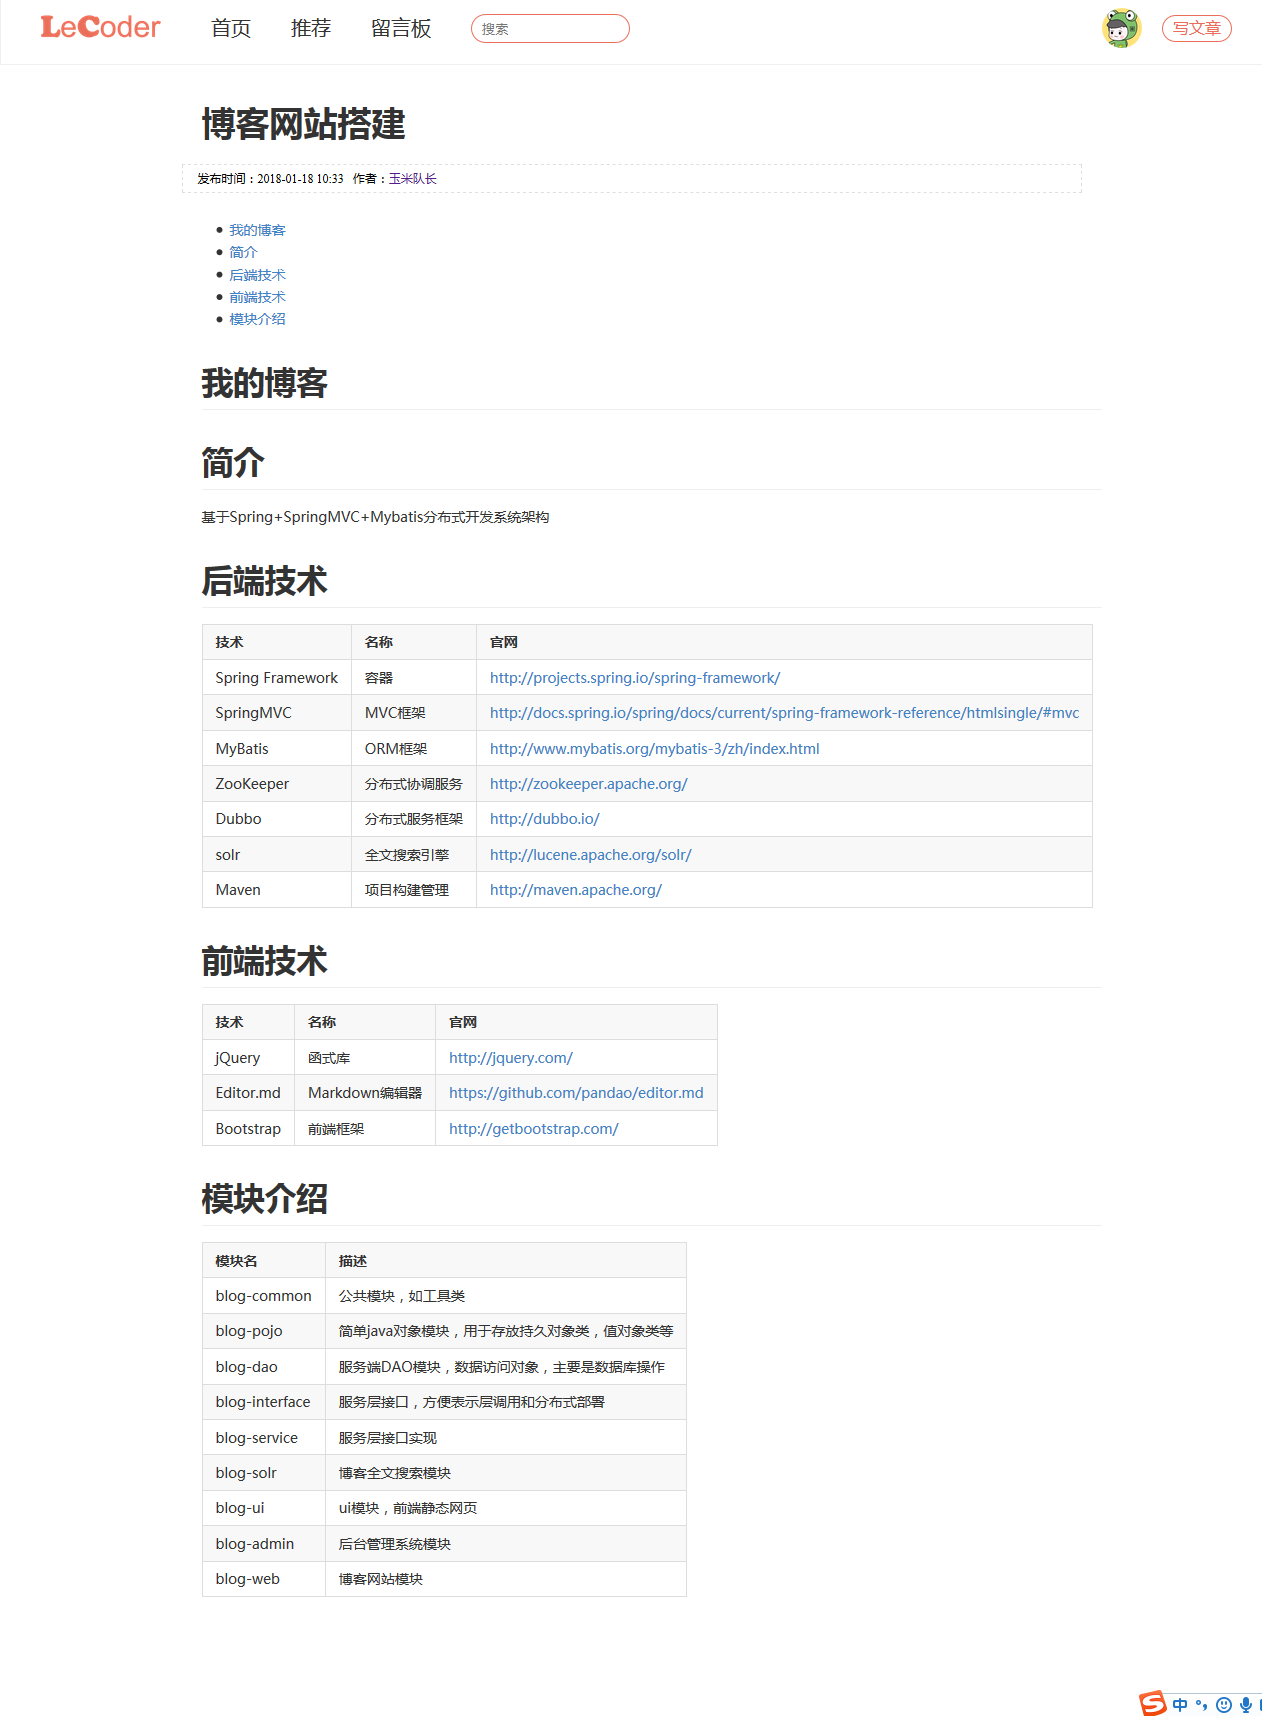 LeCoder 首页 推荐 留言板 搜索 写文章
博客网站搭建
发布时间：2018-01-18 10:33 作者：玉米队长
我的博客
简介
后端技术
前端技术
模块介绍
我的博客
简介
基于Spring+SpringMVC+Mybatis分布式开发系统架构
后端技术
技术 名称 官网
Spring Framework 容器 http://projects.spring.io/spring-framework/
SpringMVC MVC框架 http://docs.spring.io/spring/docs/current/spring-framework-reference/htmlsingle/#mvc
MyBatis ORM框架 http://www.mybatis.org/mybatis-3/zh/index.html
ZooKeeper 分布式协调服务 http://zookeeper.apache.org/
Dubbo 分布式服务框架 http://dubbo.io/
solr 全文搜索引擎 http://lucene.apache.org/solr/
Maven 项目构建管理 http://maven.apache.org/
前端技术
技术 名称 官网
jQuery 函式库 http://jquery.com/
Editor.md Markdown编辑器 https://github.com/pandao/editor.md
Bootstrap 前端框架 http://getbootstrap.com/
模块介绍
模块名 描述
blog-common 公共模块，如工具类
blog-pojo 简单java对象模块，用于存放持久对象类，值对象类等
blog-dao 服务端DAO模块，数据访问对象，主要是数据库操作
blog-interface 服务层接口，方便表示层调用和分布式部署
blog-service 服务层接口实现
blog-solr 博客全文搜索模块
blog-ui ui模块，前端静态网页
blog-admin 后台管理系统模块
blog-web 博客网站模块
S 中 °，